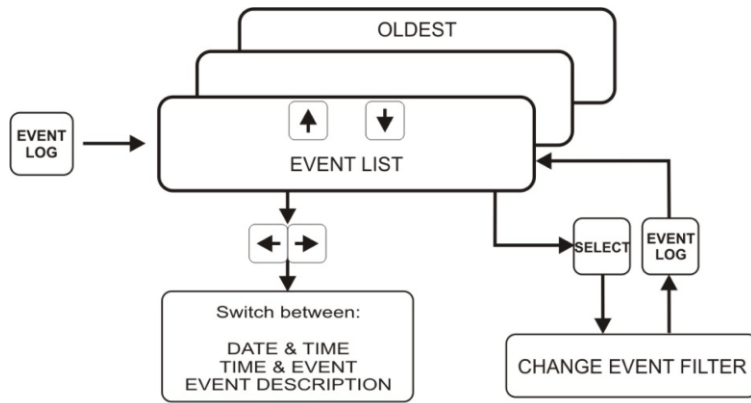 OLDEST
EVENT
LOG
EVENT LIST
SELECT
EVENT
LOG
Switch between:
DATE & TIME
TIME & EVENT
EVENT DESCRIPTION
CHANGE EVENT FILTER